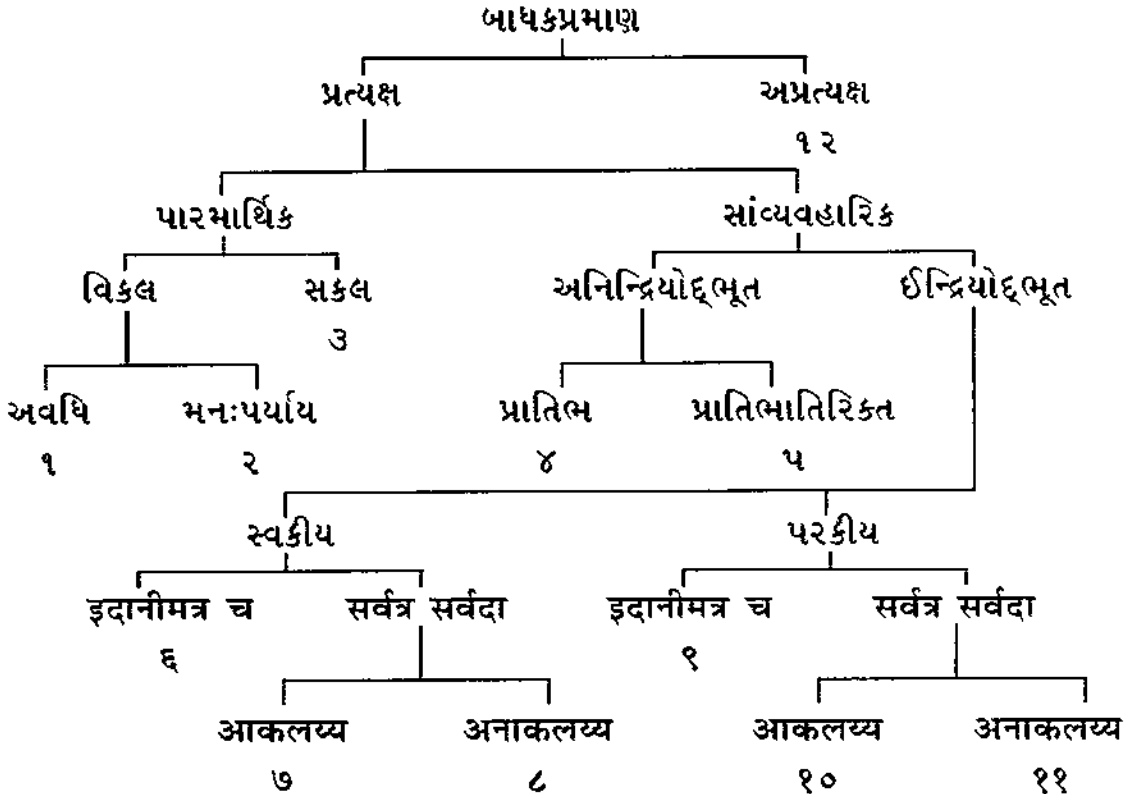 બાધકપ્રમાણ
પ્રત્યક્ષ અપ્રત્યક્ષ
૧૨
પારમાર્થિક સાંવ્યવહારિક
વિકલ સકલ અનિન્દ્રિયોદ્ભૂત ઈન્દ્રિયોદ્ભૂત
૩
અવધિ મનઃપર્યાય પ્રાતિભ પ્રાતિભાતિરિકત
૧ ૨ ૪ ૫
સ્વકીય પરકીય
इदानीमत्र च सर्वत्र सर्वदा इदानीमत्र च सर्वत्र सर्वदा
૬ ૯
आकलय्य अनाकलय्य आकलय्य अनाकलय्य
૭ ૮ ૧૦ ૧૧